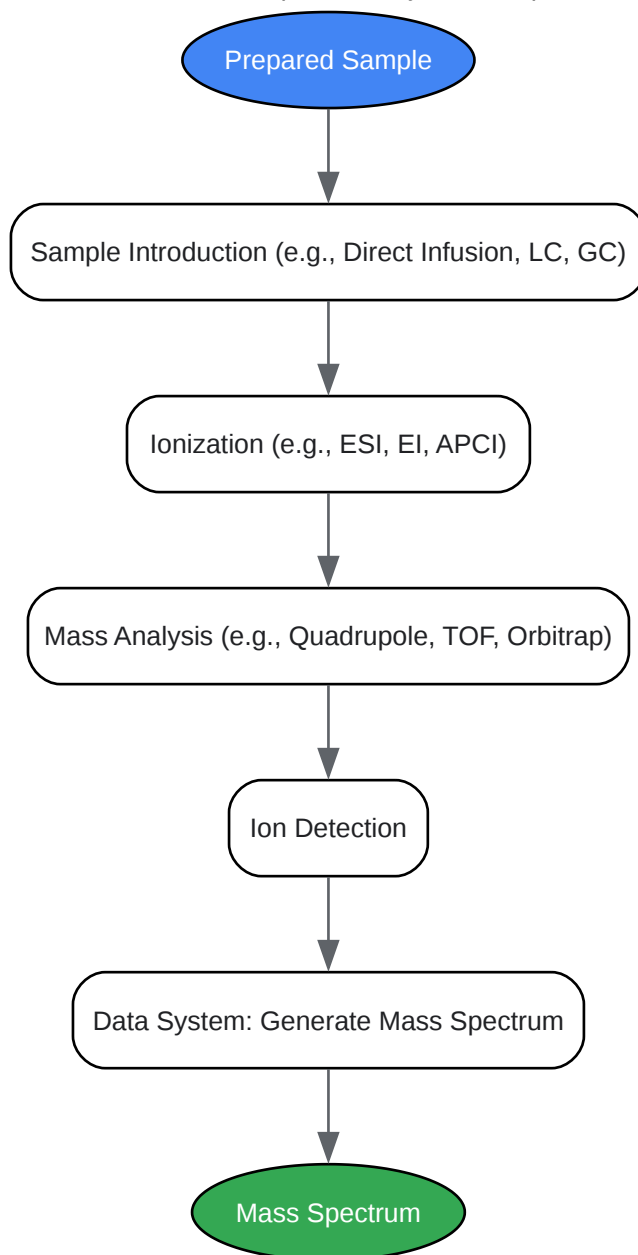 Prepared Sample
Sample Introduction (e.g., Direct Infusion, LC, GC)
Ionization (e.g., ESI, EI, APCI)
Mass Analysis (e.g., Quadrupole, TOF, Orbitrap)
Ion Detection
Data System: Generate Mass Spectrum
Mass Spectrum